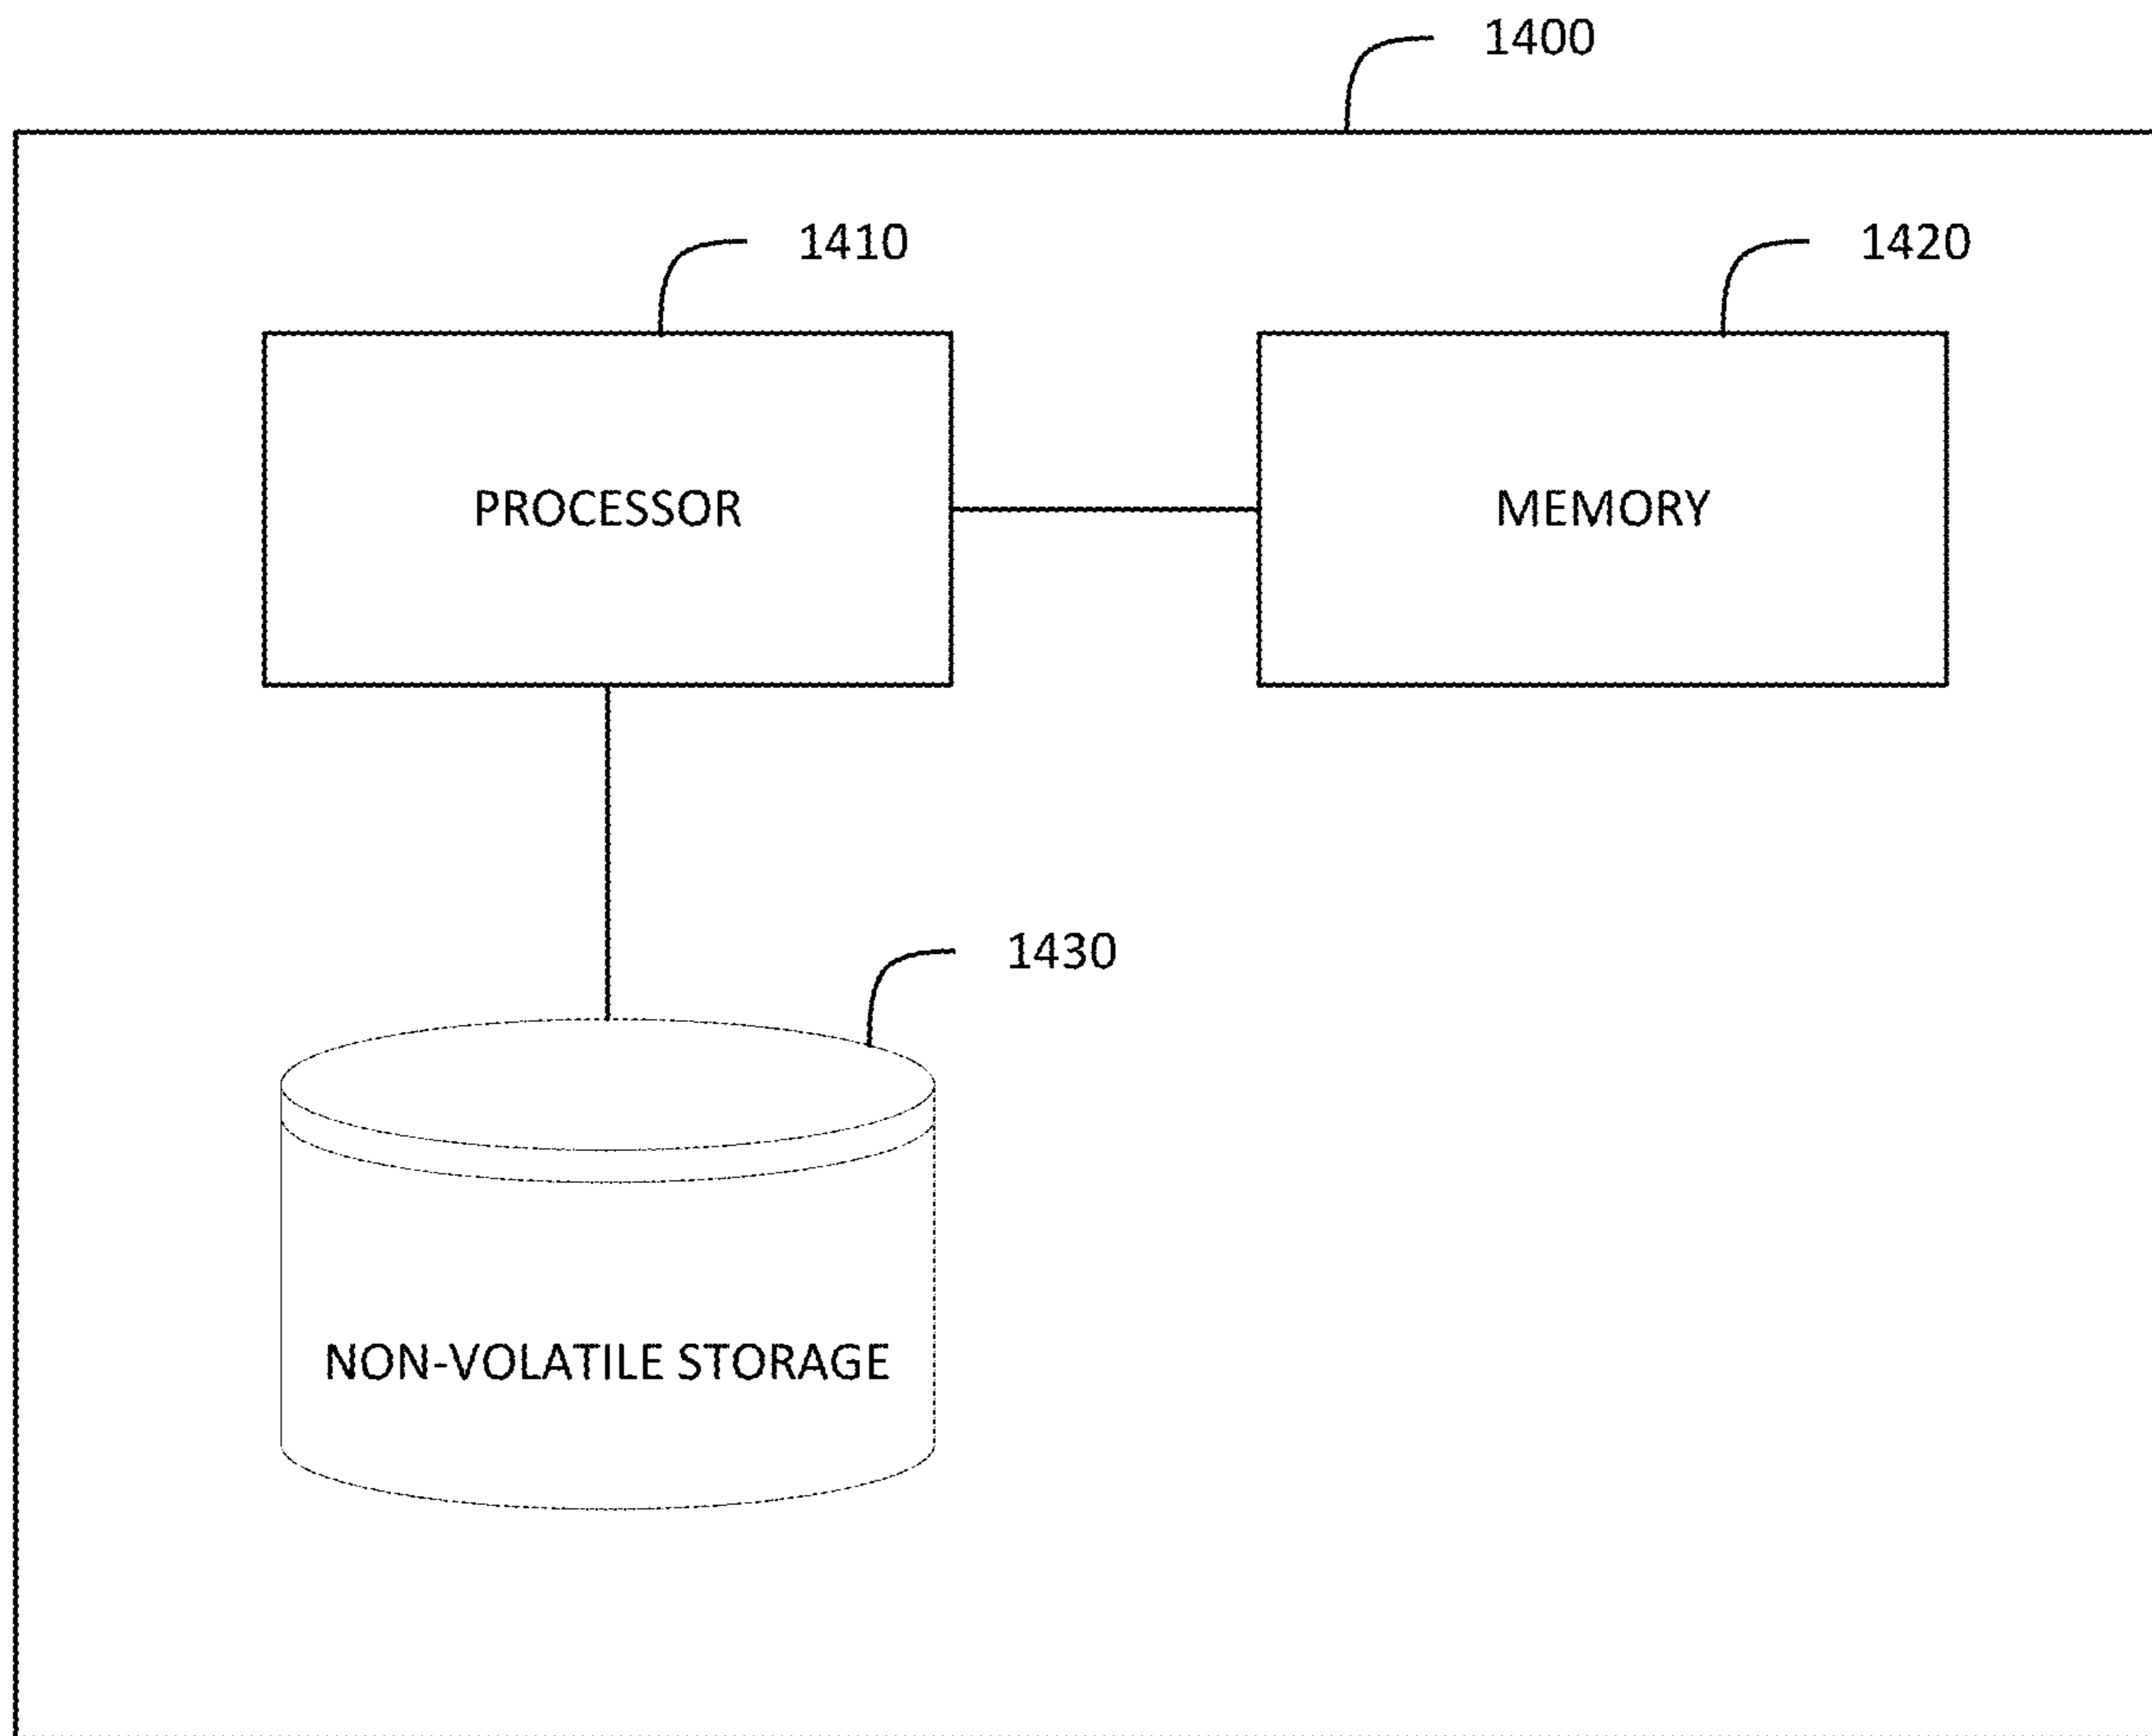 1400
1410
1420
PROCESSOR
MEMORY
1430
NON-VOLATILE STORAGE